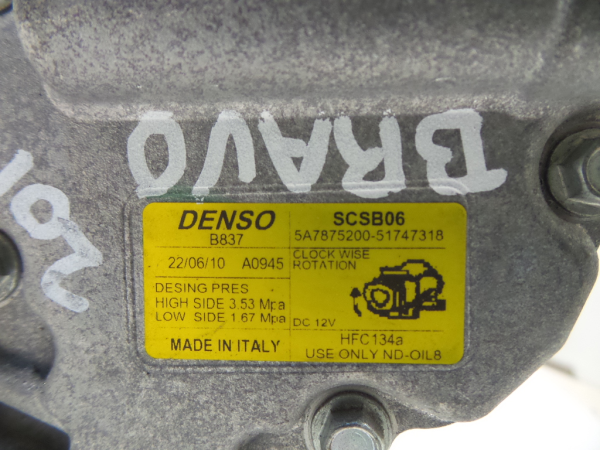 BRAVO
DENSO
B837
22/06/10 A0945
DESING PRES
HIGH SIDE 3.53 Mpa
LOW SIDE 1.67 Mpa
MADE IN ITALY
SCSB06
5A7875200-51747318
CLOCK WISE
ROTATION
DC 12V
HFC134a
USE ONLY ND-OIL8